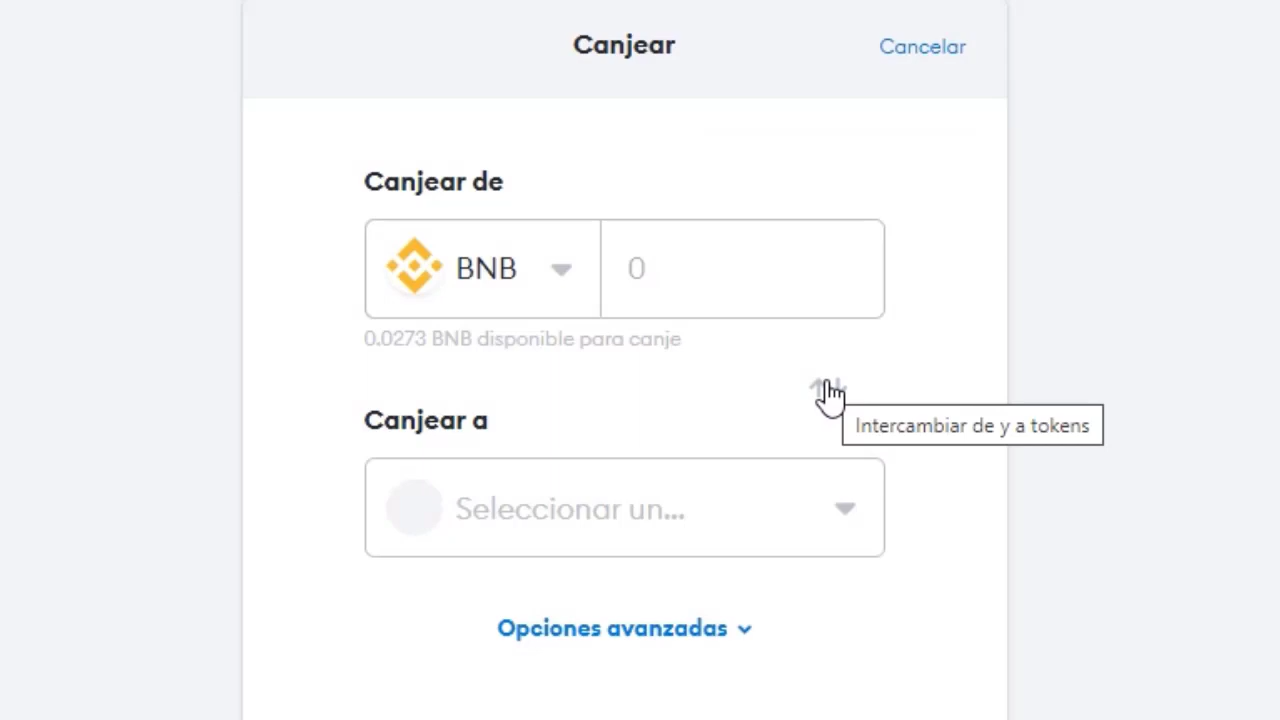 Canjear
Cancelar
Canjear de
BNB
0
0.0273 BNB disponible para canje
Intercambiar de y a tokens
Canjear a
Seleccionar un...
Opciones avanzadas